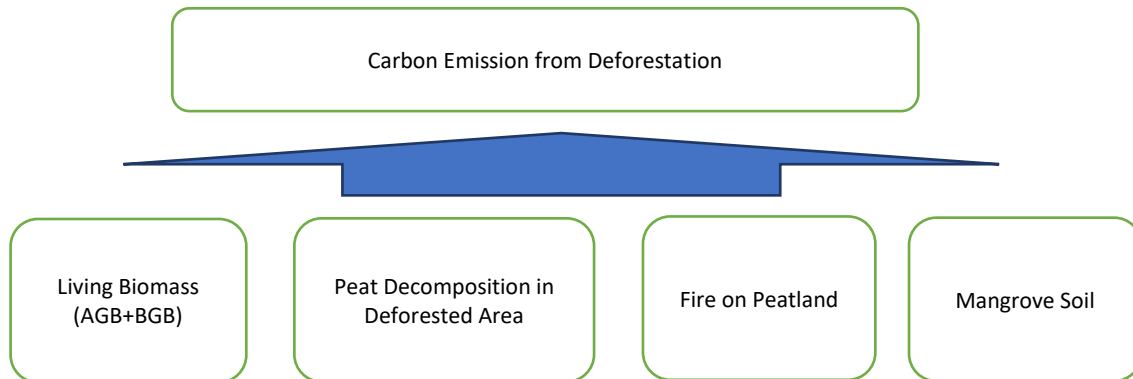 Carbon Emission from Deforestation
Living Biomass
(AGB+BGB)
Peat Decomposition in
Deforested Area
Fire on Peatland
Mangrove Soil